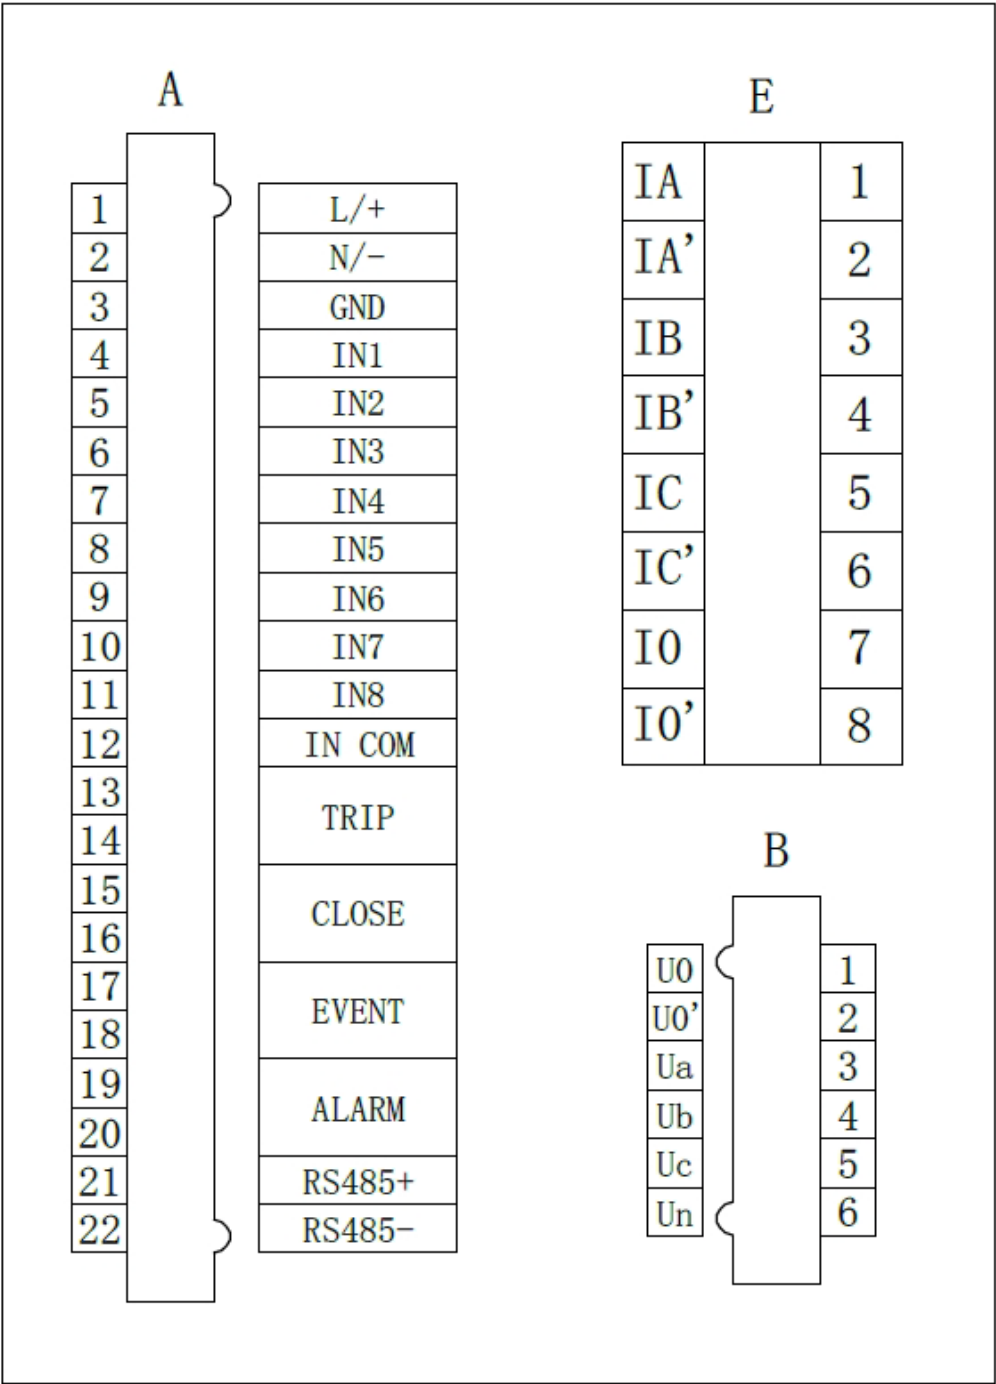 A
1 L/+
2 N/-
3 GND
4 IN1
5 IN2
6 IN3
7 IN4
8 IN5
9 IN6
10 IN7
11 IN8
12 IN COM
13
TRIP
14
15
CLOSE
16
17
EVENT
18
19
ALARM
20
21 RS485+
22 RS485-
E
IA 1
IA' 2
IB 3
IB' 4
IC 5
IC' 6
I0 7
I0' 8
B
U0 1
U0' 2
Ua 3
Ub 4
Uc 5
Un 6